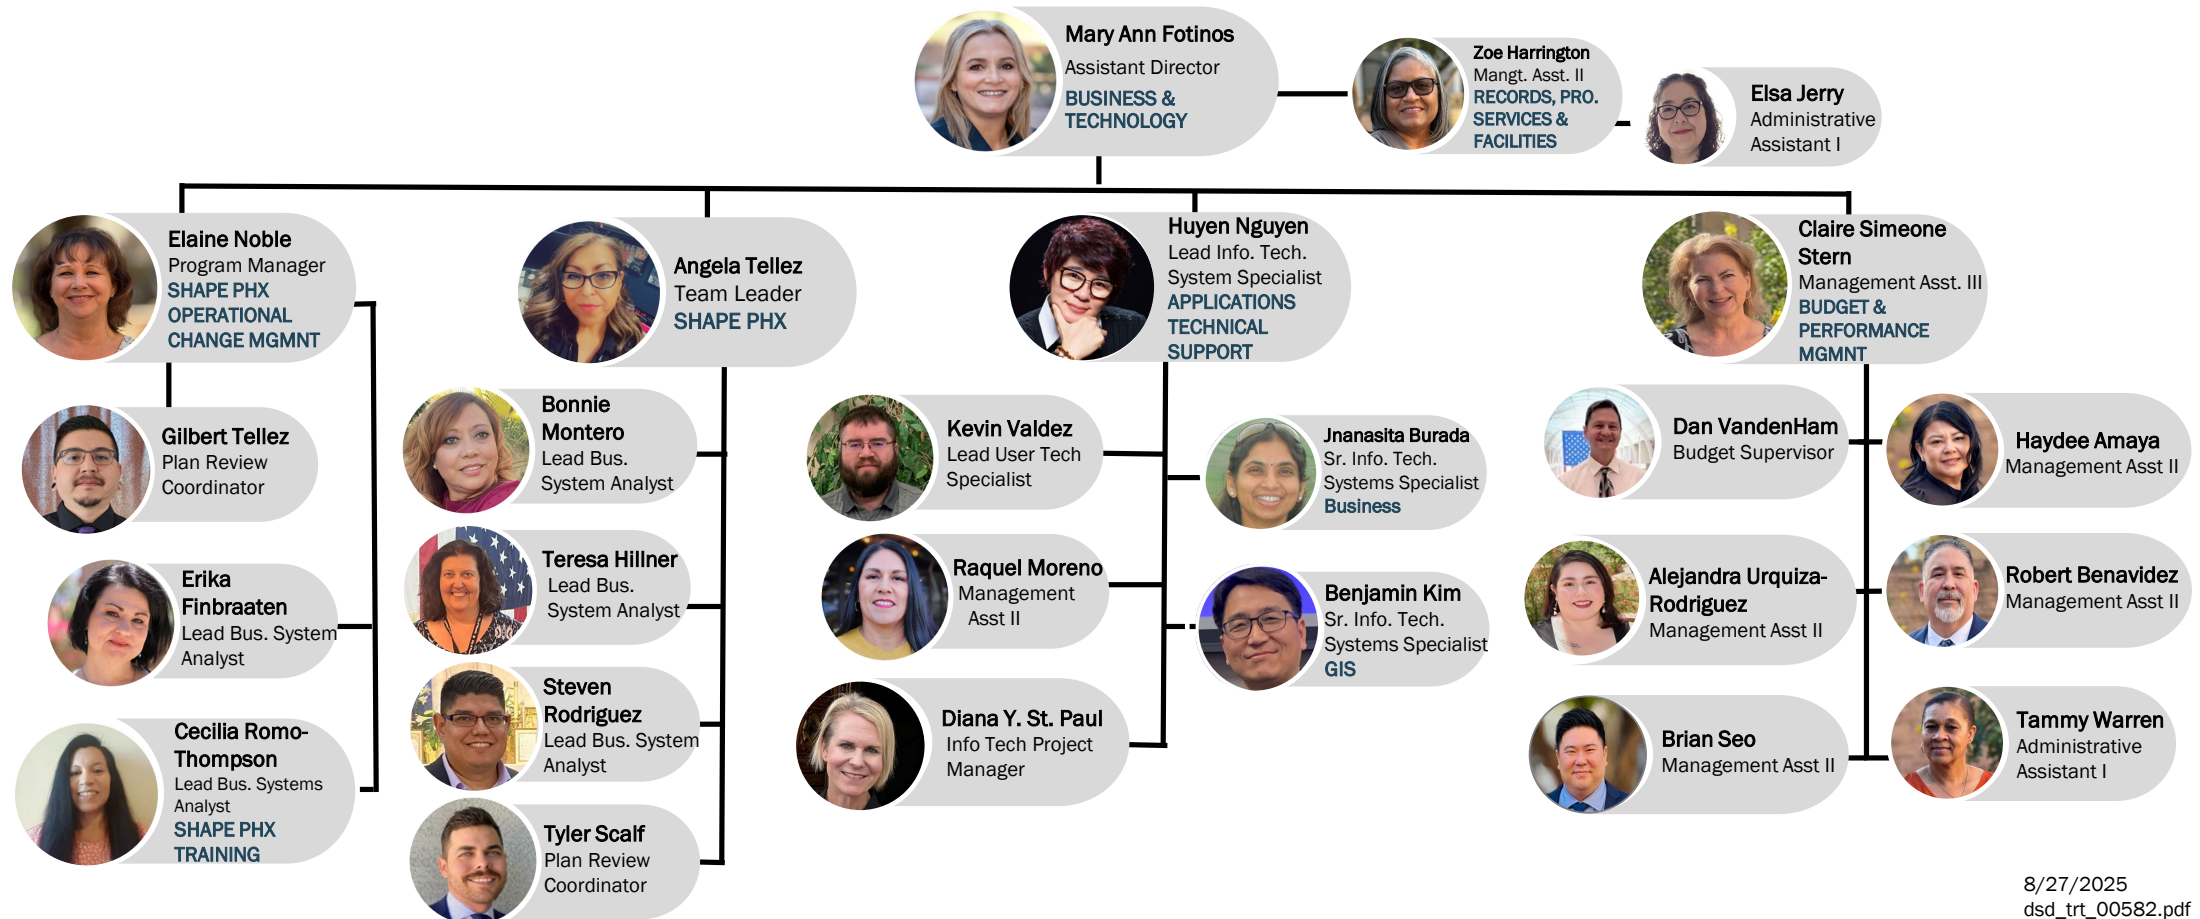 Mary Ann Fotinos
Assistant Director
BUSINESS &
TECHNOLOGY
Zoe Harrington
Mangt. Asst. II
RECORDS, PRO.
SERVICES &
FACILITIES
Elsa Jerry
Administrative
Assistant I
Elaine Noble
Program Manager
SHAPE PHX
OPERATIONAL
CHANGE MGMNT
Gilbert Tellez
Plan Review
Coordinator
Erika
Finbraaten
Lead Bus. System
Analyst
Cecilia Romo-
Thompson
Lead Bus. Systems
Analyst
SHAPE PHX
TRAINING
Angela Tellez
Team Leader
SHAPE PHX
Bonnie
Montero
Lead Bus.
System Analyst
Teresa Hillner
Lead Bus.
System Analyst
Steven
Rodriguez
Lead Bus. System
Analyst
Tyler Scalf
Plan Review
Coordinator
Huyen Nguyen
Lead Info. Tech.
System Specialist
APPLICATIONS
TECHNICAL
SUPPORT
Kevin Valdez
Lead User Tech
Specialist
Raquel Moreno
Management
Asst II
Diana Y. St. Paul
Info Tech Project
Manager
Jnanasita Burada
Sr. Info. Tech.
Systems Specialist
Business
Benjamin Kim
Sr. Info. Tech.
Systems Specialist
GIS
Claire Simeone
Stern
Management Asst. III
BUDGET &
PERFORMANCE
MGMNT
Dan VandenHam
Budget Supervisor
Haydee Amaya
Management Asst II
Alejandra Urquiza-
Rodriguez
Management Asst II
Robert Benavidez
Management Asst II
Brian Seo
Management Asst II
Tammy Warren
Administrative
Assistant I
8/27/2025
dsd_trt_00582.pdf